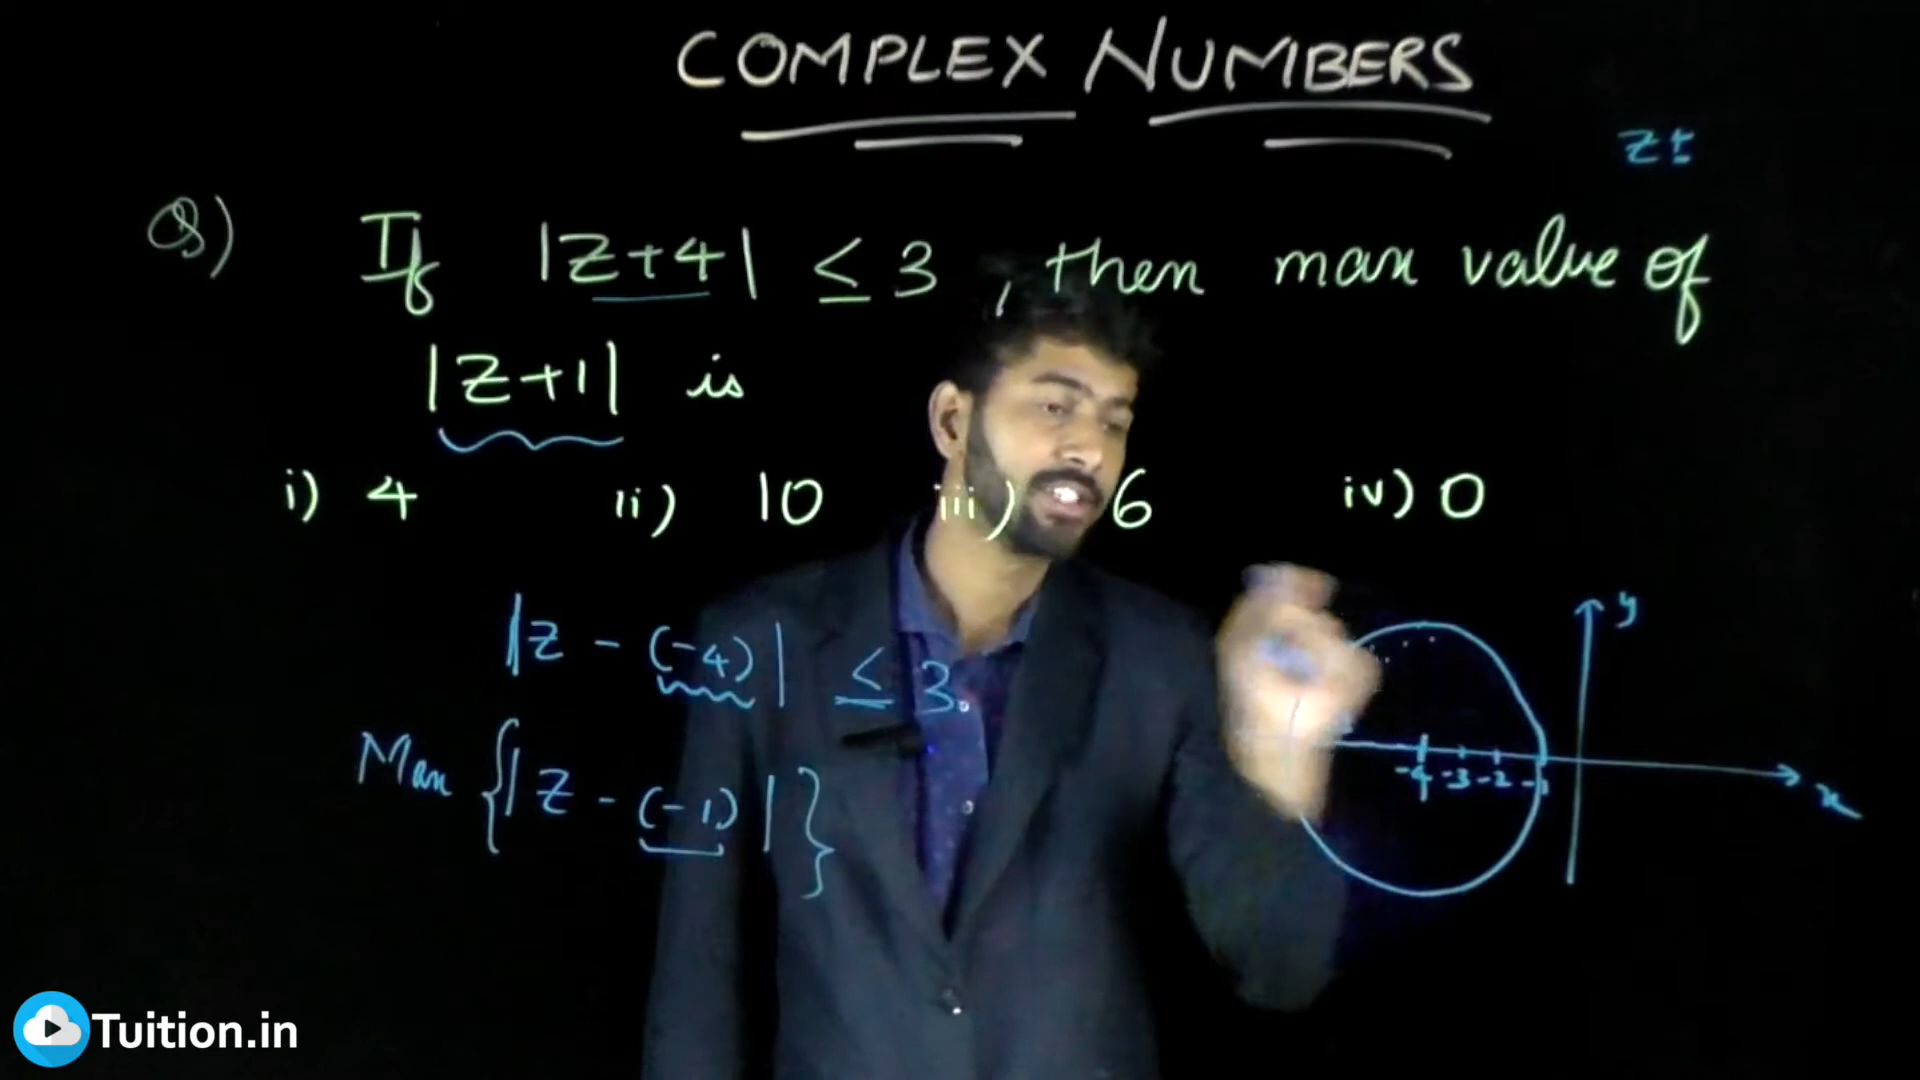 COMPLEX NUMBERS
Z±
Q) If |Z+4| ≤ 3, then max value of
|Z+1| is
i) 4 ii) 10 iii) 6 iv) 0
|Z - (-4)| ≤ 3.
Max {|Z - (-1)|}
y
-4 -3 -2 -1
x
Tuition.in